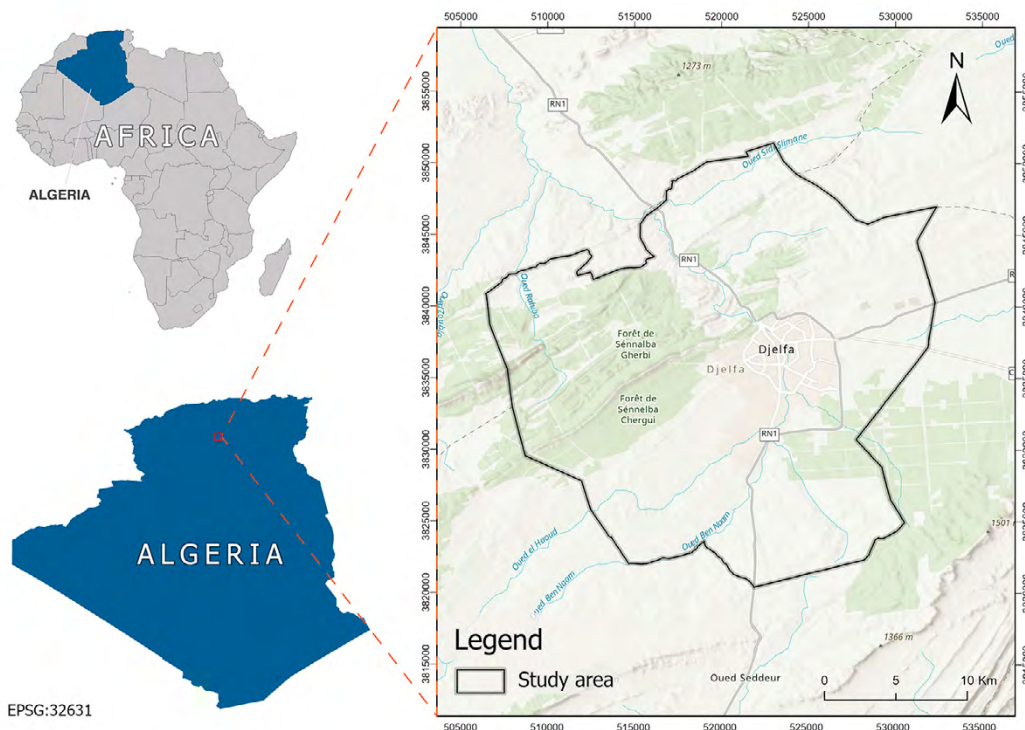 505000 510000 515000 520000 525000 530000 535000
AFRICA
ALGERIA
ALGERIA
EPSG:32631
3855000
3850000
3845000
3840000
3835000
3830000
3825000
3820000
3815000
1273 m
N
RN1
Oued Sidi Slimane
RN1
Oued Rahiba
Forêt de
Sénnalba
Gherbi
Djelfa
Djelfa
Forêt de
Sénnelba
Chergui
RN1
Oued Ben Naam
Oued el Haoud
Oued Ben Naam
1501 m
1366 m
Oued Seddeur
Legend
Study area
0 5 10 Km
505000 510000 515000 520000 525000 530000 535000